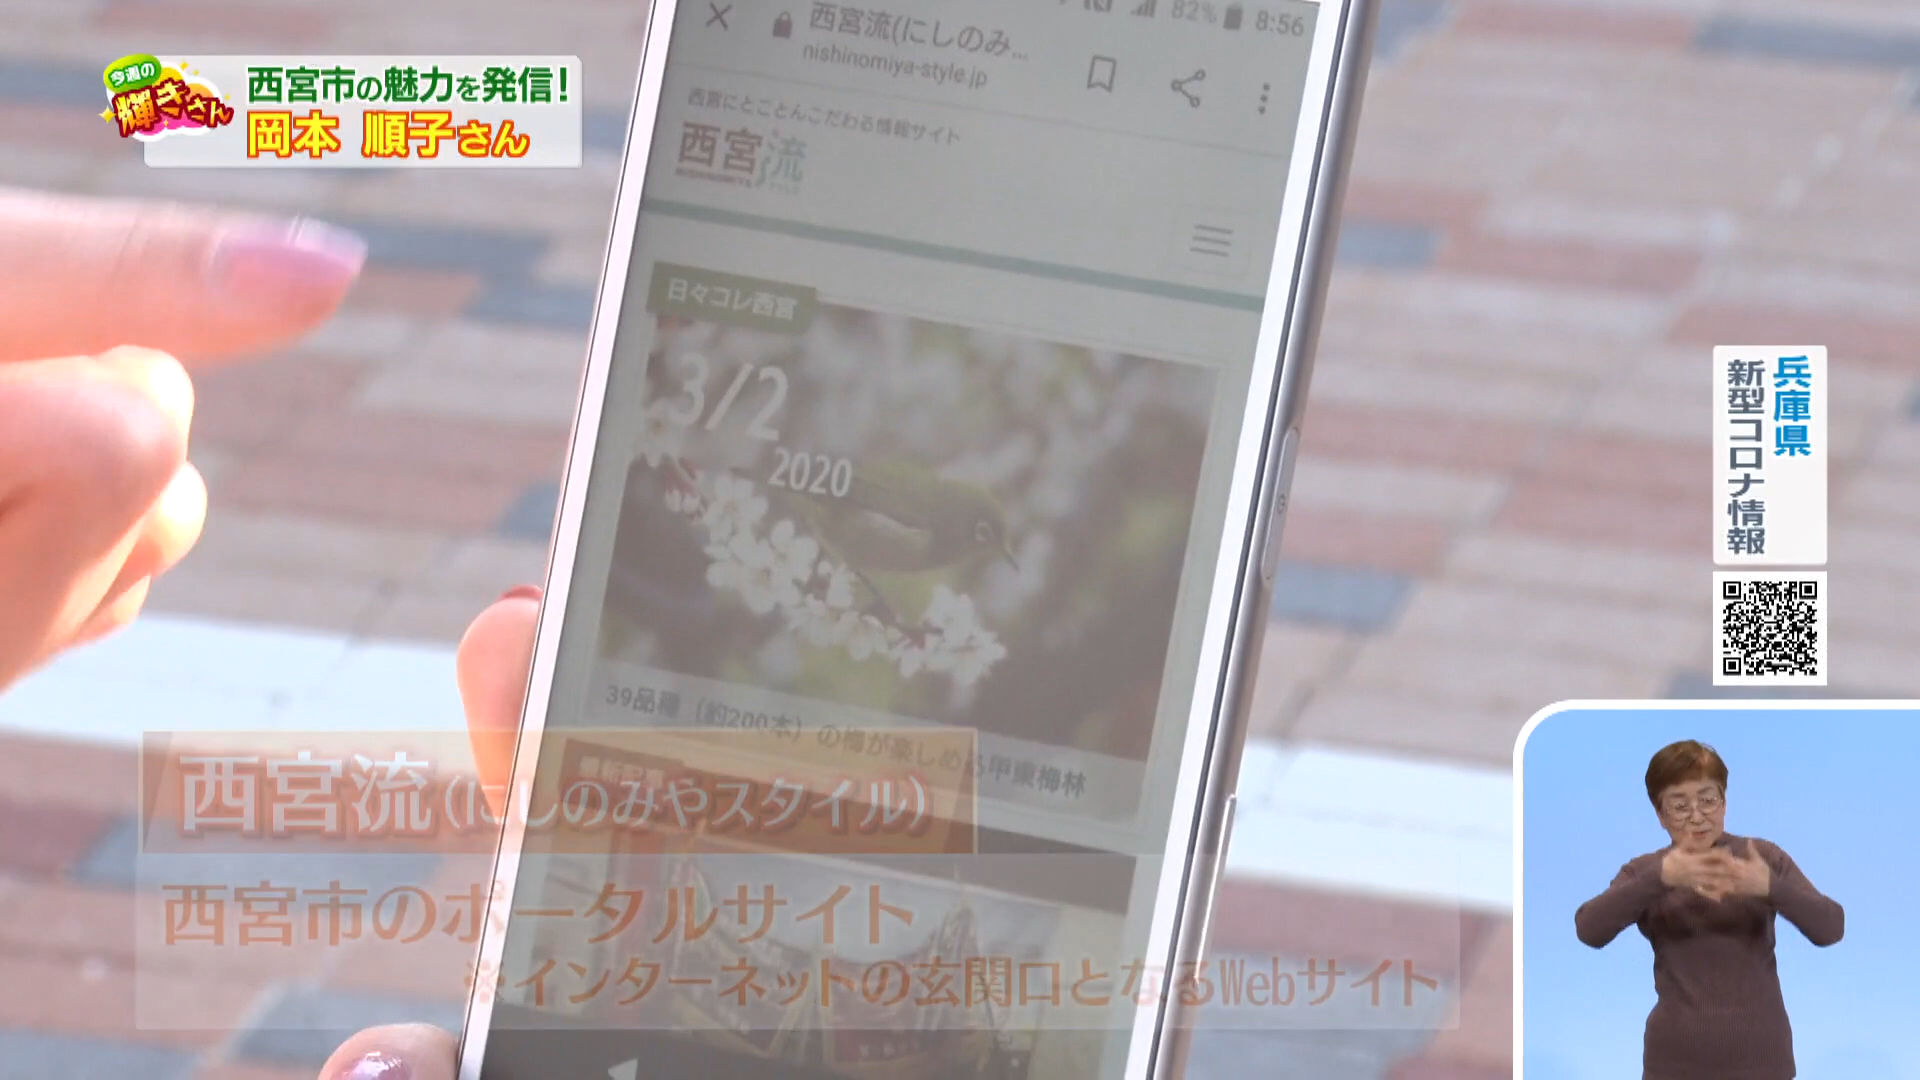 今週の
輝きさん
西宮市の魅力を発信!
岡本 順子さん
82% 8:56
西宮流(にしのみ...
nishinomiya-style.jp
西宮にとことんこだわる情報サイト
西宮流
日々コレ西宮
3/2
2020
39品種(約200本)の梅が楽しめる甲東梅林
西宮流(にしのみやスタイル)
西宮市のポータルサイト
※インターネットの玄関口となるWebサイト
兵庫県
新型コロナ情報